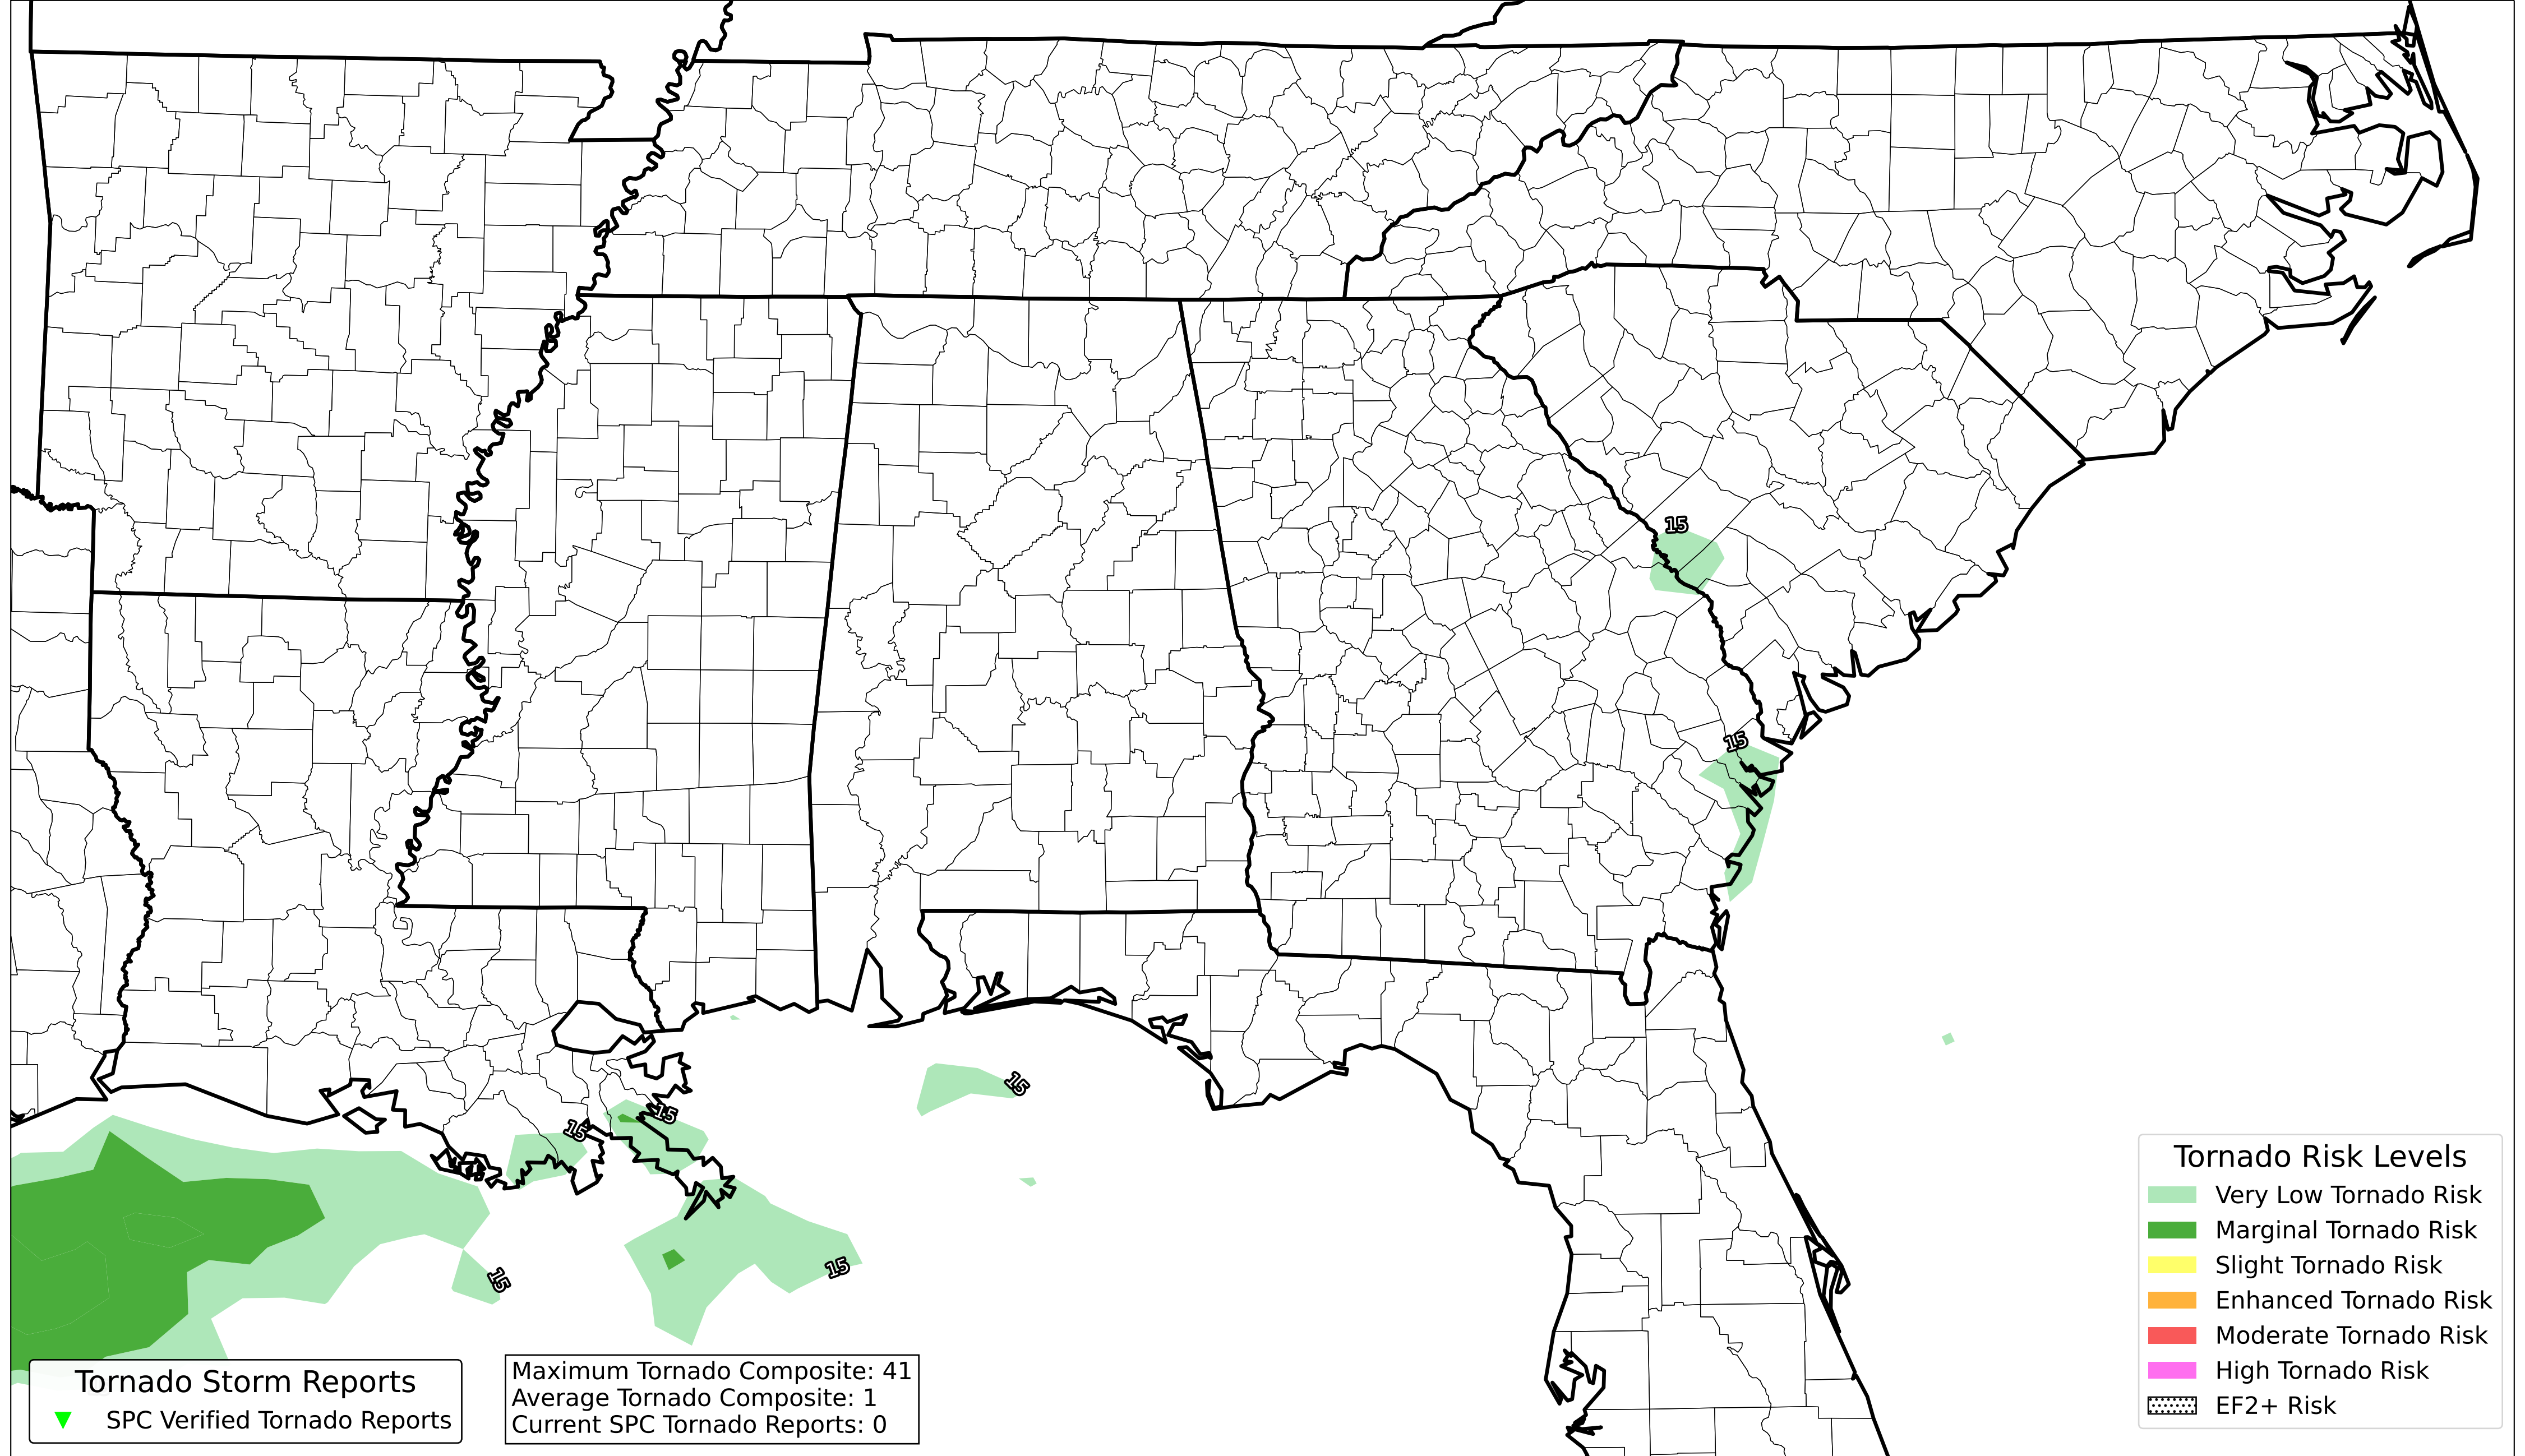 15
15
15
15
15
15
15
Tornado Risk Levels
Very Low Tornado Risk
Marginal Tornado Risk
Slight Tornado Risk
Enhanced Tornado Risk
Moderate Tornado Risk
High Tornado Risk
EF2+ Risk
Tornado Storm Reports
SPC Verified Tornado Reports
Maximum Tornado Composite: 41
Average Tornado Composite: 1
Current SPC Tornado Reports: 0